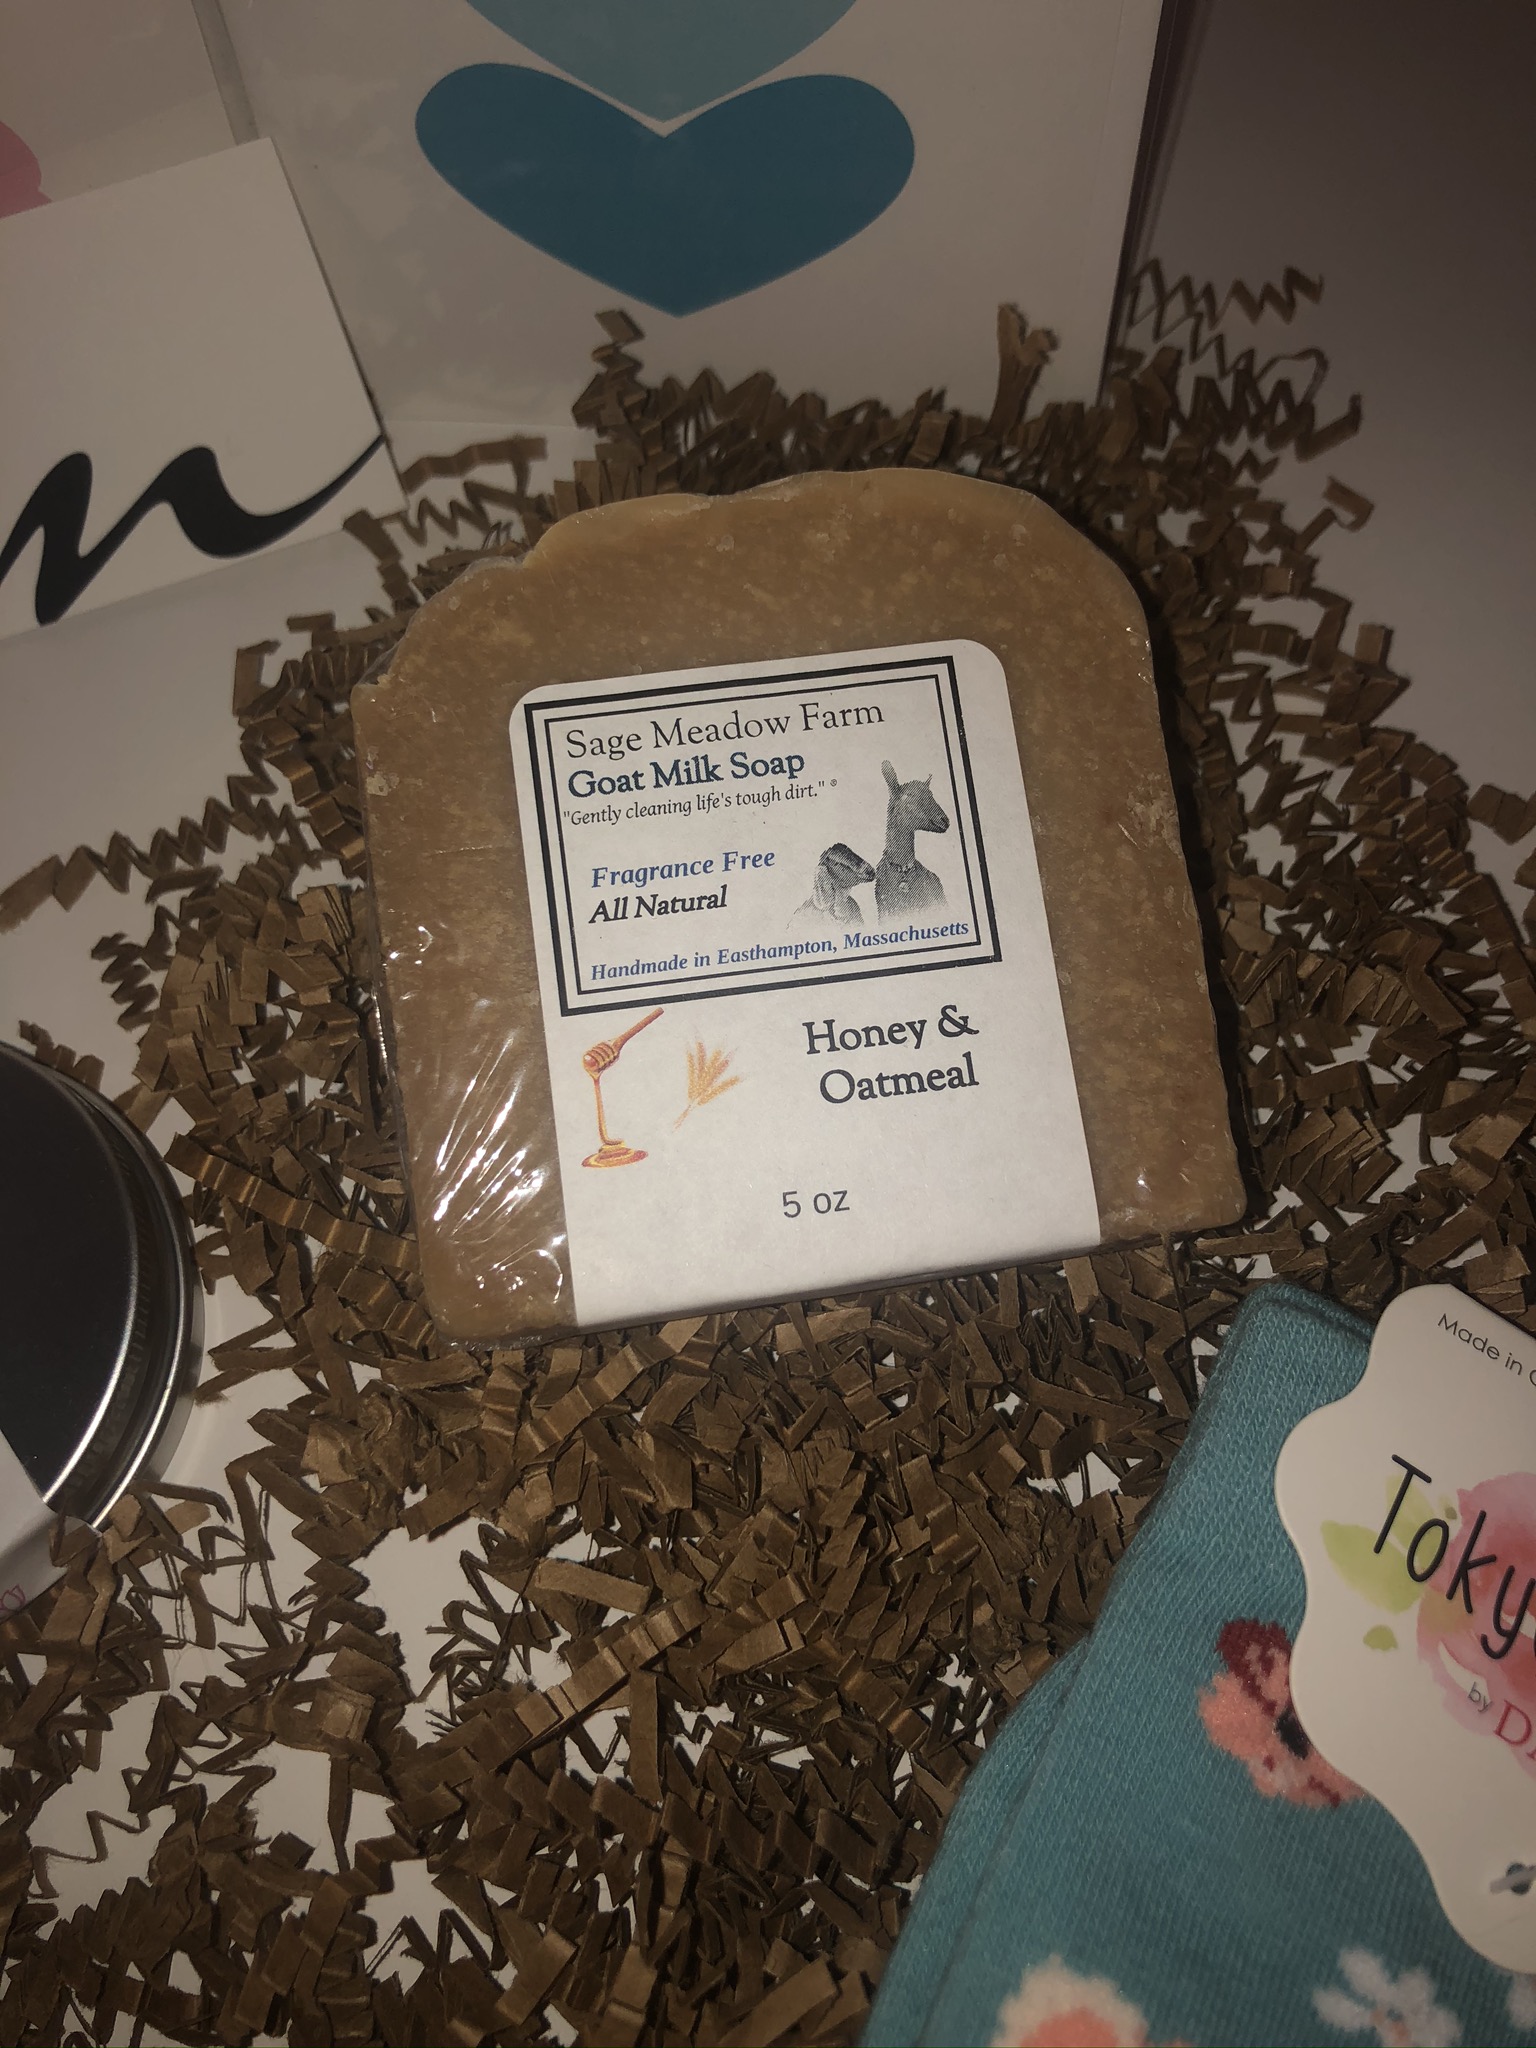 Sage Meadow Farm
Goat Milk Soap
"Gently cleaning life's tough dirt." ®
Fragrance Free
All Natural
Handmade in Easthampton, Massachusetts
Honey &
Oatmeal
5 oz
Made in
by